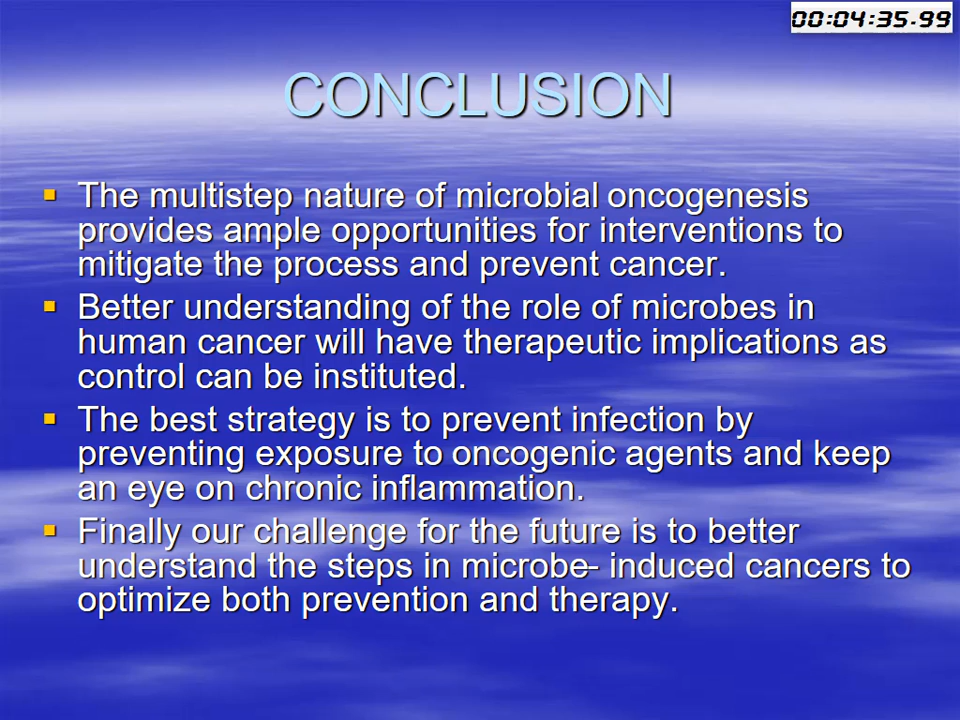 00:04:35.99
CONCLUSION
▪ The multistep nature of microbial oncogenesis
provides ample opportunities for interventions to
mitigate the process and prevent cancer.
▪ Better understanding of the role of microbes in
human cancer will have therapeutic implications as
control can be instituted.
▪ The best strategy is to prevent infection by
preventing exposure to oncogenic agents and keep
an eye on chronic inflammation.
▪ Finally our challenge for the future is to better
understand the steps in microbe- induced cancers to
optimize both prevention and therapy.